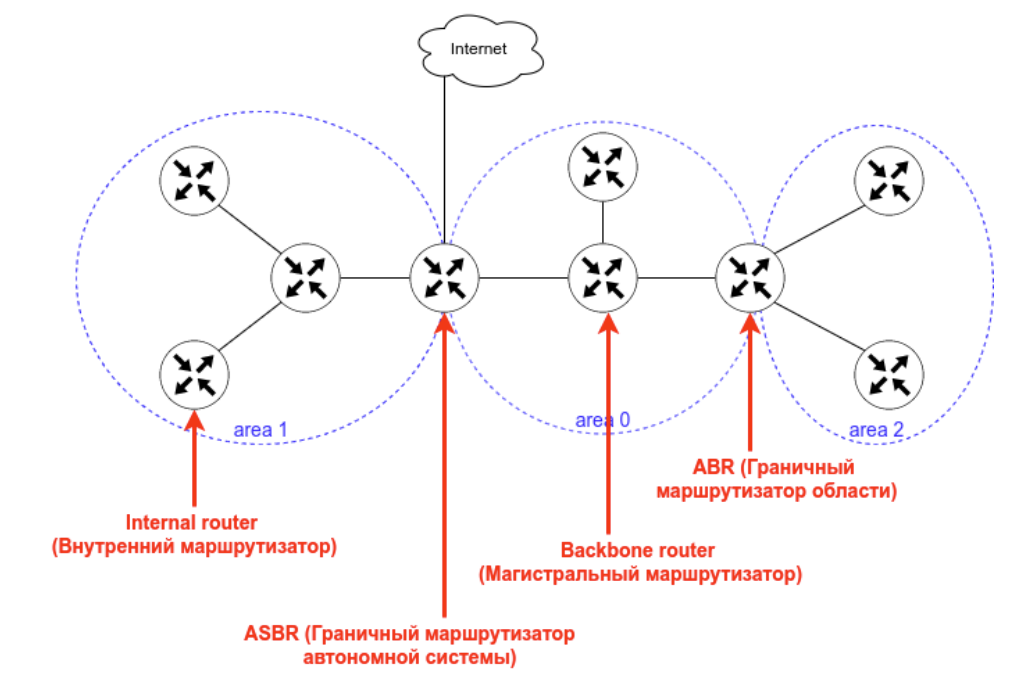 Internet
area 1
area 0
area 2
ABR (Граничный
маршрутизатор области)
Internal router
(Внутренний маршрутизатор)
Backbone router
(Магистральный маршрутизатор)
ASBR (Граничный маршрутизатор
автономной системы)